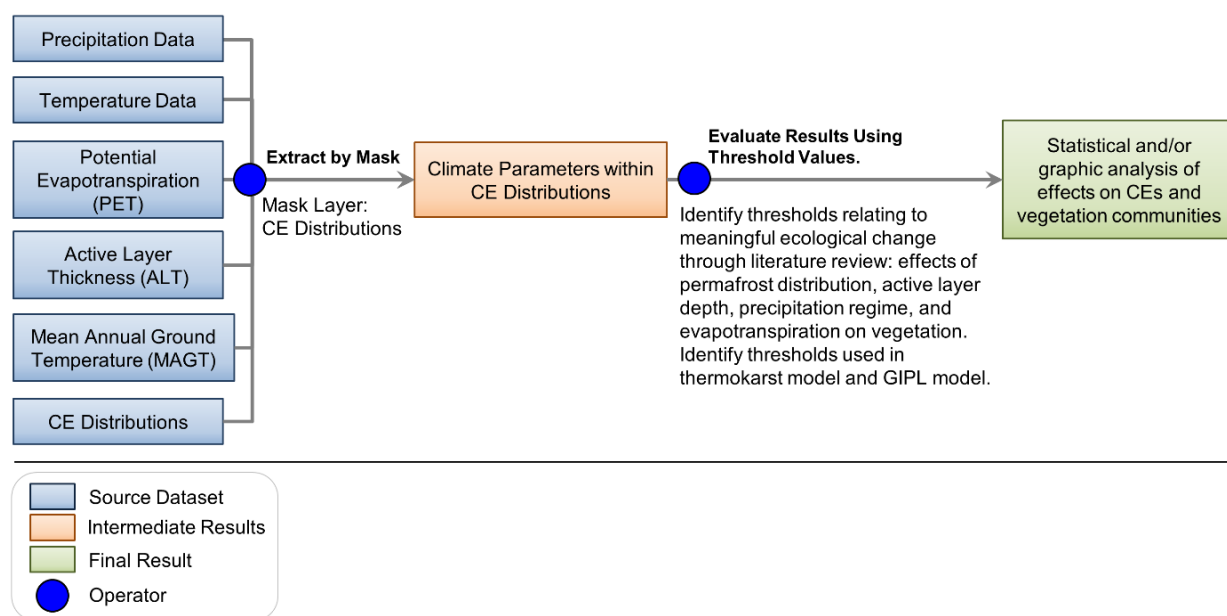 Precipitation Data
Temperature Data
Potential
Evapotranspiration
(PET)
Active Layer
Thickness (ALT)
Mean Annual Ground
Temperature (MAGT)
CE Distributions
Extract by Mask
Mask Layer:
CE Distributions
Climate Parameters within
CE Distributions
Evaluate Results Using
Threshold Values.
Identify thresholds relating to
meaningful ecological change
through literature review: effects of
permafrost distribution, active layer
depth, precipitation regime, and
evapotranspiration on vegetation.
Identify thresholds used in
thermokarst model and GIPL model.
Statistical and/or
graphic analysis of
effects on CEs and
vegetation communities
Source Dataset
Intermediate Results
Final Result
Operator